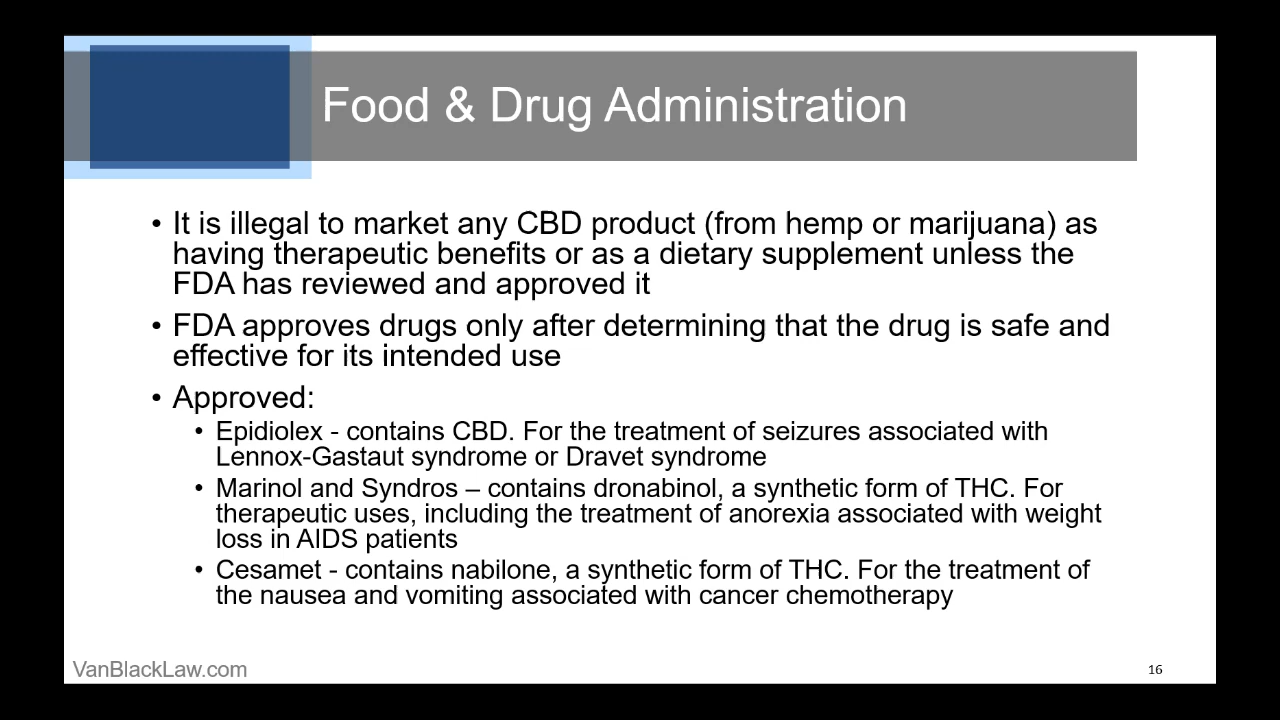 Food & Drug Administration
• It is illegal to market any CBD product (from hemp or marijuana) as
having therapeutic benefits or as a dietary supplement unless the
FDA has reviewed and approved it
• FDA approves drugs only after determining that the drug is safe and
effective for its intended use
• Approved:
• Epidiolex - contains CBD. For the treatment of seizures associated with
Lennox-Gastaut syndrome or Dravet syndrome
• Marinol and Syndros – contains dronabinol, a synthetic form of THC. For
therapeutic uses, including the treatment of anorexia associated with weight
loss in AIDS patients
• Cesamet - contains nabilone, a synthetic form of THC. For the treatment of
the nausea and vomiting associated with cancer chemotherapy
VanBlackLaw.com
16